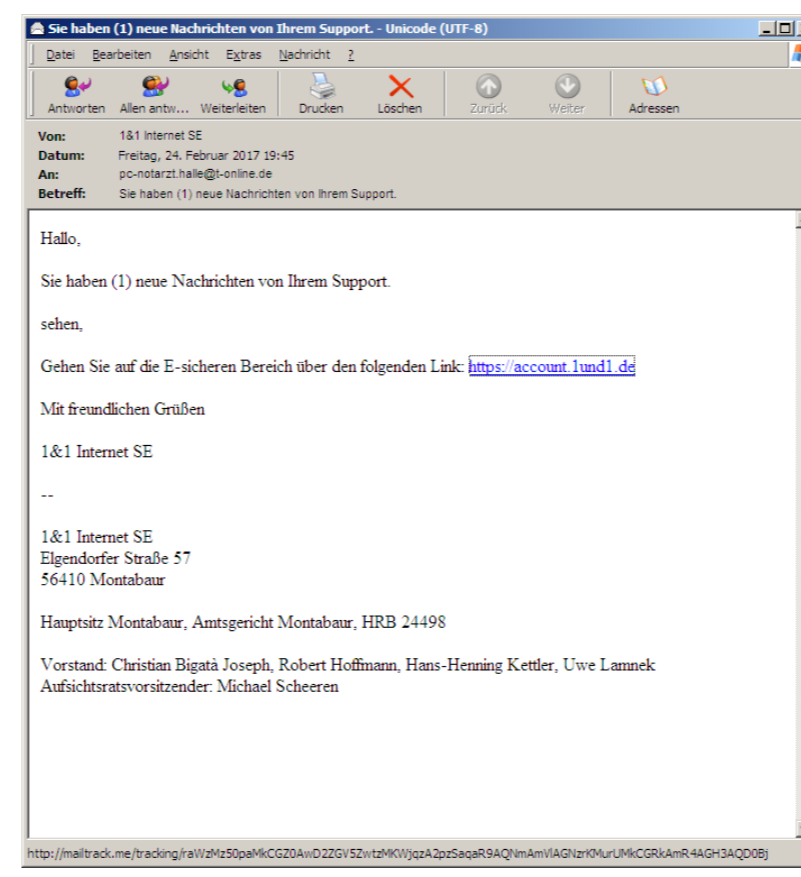 Sie haben (1) neue Nachrichten von Ihrem Support. - Unicode (UTF-8)
Datei Bearbeiten Ansicht Extras Nachricht ?
Antworten Allen antw... Weiterleiten Drucken Löschen Zurück Weiter Adressen
Von: 1&1 Internet SE
Datum: Freitag, 24. Februar 2017 19:45
An: pc-notarzt.halle@t-online.de
Betreff: Sie haben (1) neue Nachrichten von Ihrem Support.
Hallo,
Sie haben (1) neue Nachrichten von Ihrem Support.
sehen,
Gehen Sie auf die E-sicheren Bereich über den folgenden Link: https://account.1und1.de
Mit freundlichen Grüßen
1&1 Internet SE
--
1&1 Internet SE
Elgendorfer Straße 57
56410 Montabaur
Hauptsitz Montabaur, Amtsgericht Montabaur, HRB 24498
Vorstand: Christian Bigatà Joseph, Robert Hoffmann, Hans-Henning Kettler, Uwe Lamnek
Aufsichtsratsvorsitzender: Michael Scheeren
http://mailtrack.me/tracking/raWzMz50paMkCGZ0AwD2ZGV5ZwtzMKWjqzA2pzSaqaR9AQNmAmVlAGNzrKMurUMkCGRkAmR4AGH3AQD0Bj